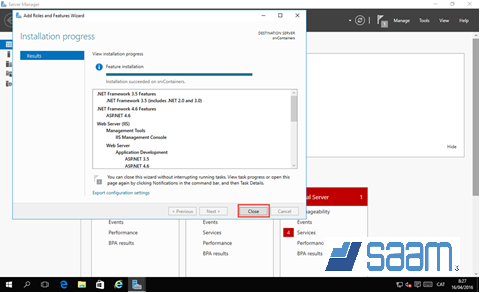 Server Manager
Manage Tools View Help
Add Roles and Features Wizard
Installation progress
DESTINATION SERVER
srvContainers
Results
View installation progress
Feature installation
Installation succeeded on srvContainers.
.NET Framework 3.5 Features
.NET Framework 3.5 (includes .NET 2.0 and 3.0)
.NET Framework 4.6 Features
ASP.NET 4.6
Web Server (IIS)
Management Tools
IIS Management Console
Web Server
Application Development
ASP.NET 3.5
ASP.NET 4.6
You can close this wizard without interrupting running tasks. View task progress or open this
page again by clicking Notifications in the command bar, and then Task Details.
Export configuration settings
< Previous
Next >
Close
Cancel
Hide
al Server 1
nageability
Events
Events
Events
Services
Services
4 Services
Performance
Performance
Performanc
BPA results
BPA results
BPA results
saam
CAT
8:27
16/04/2016